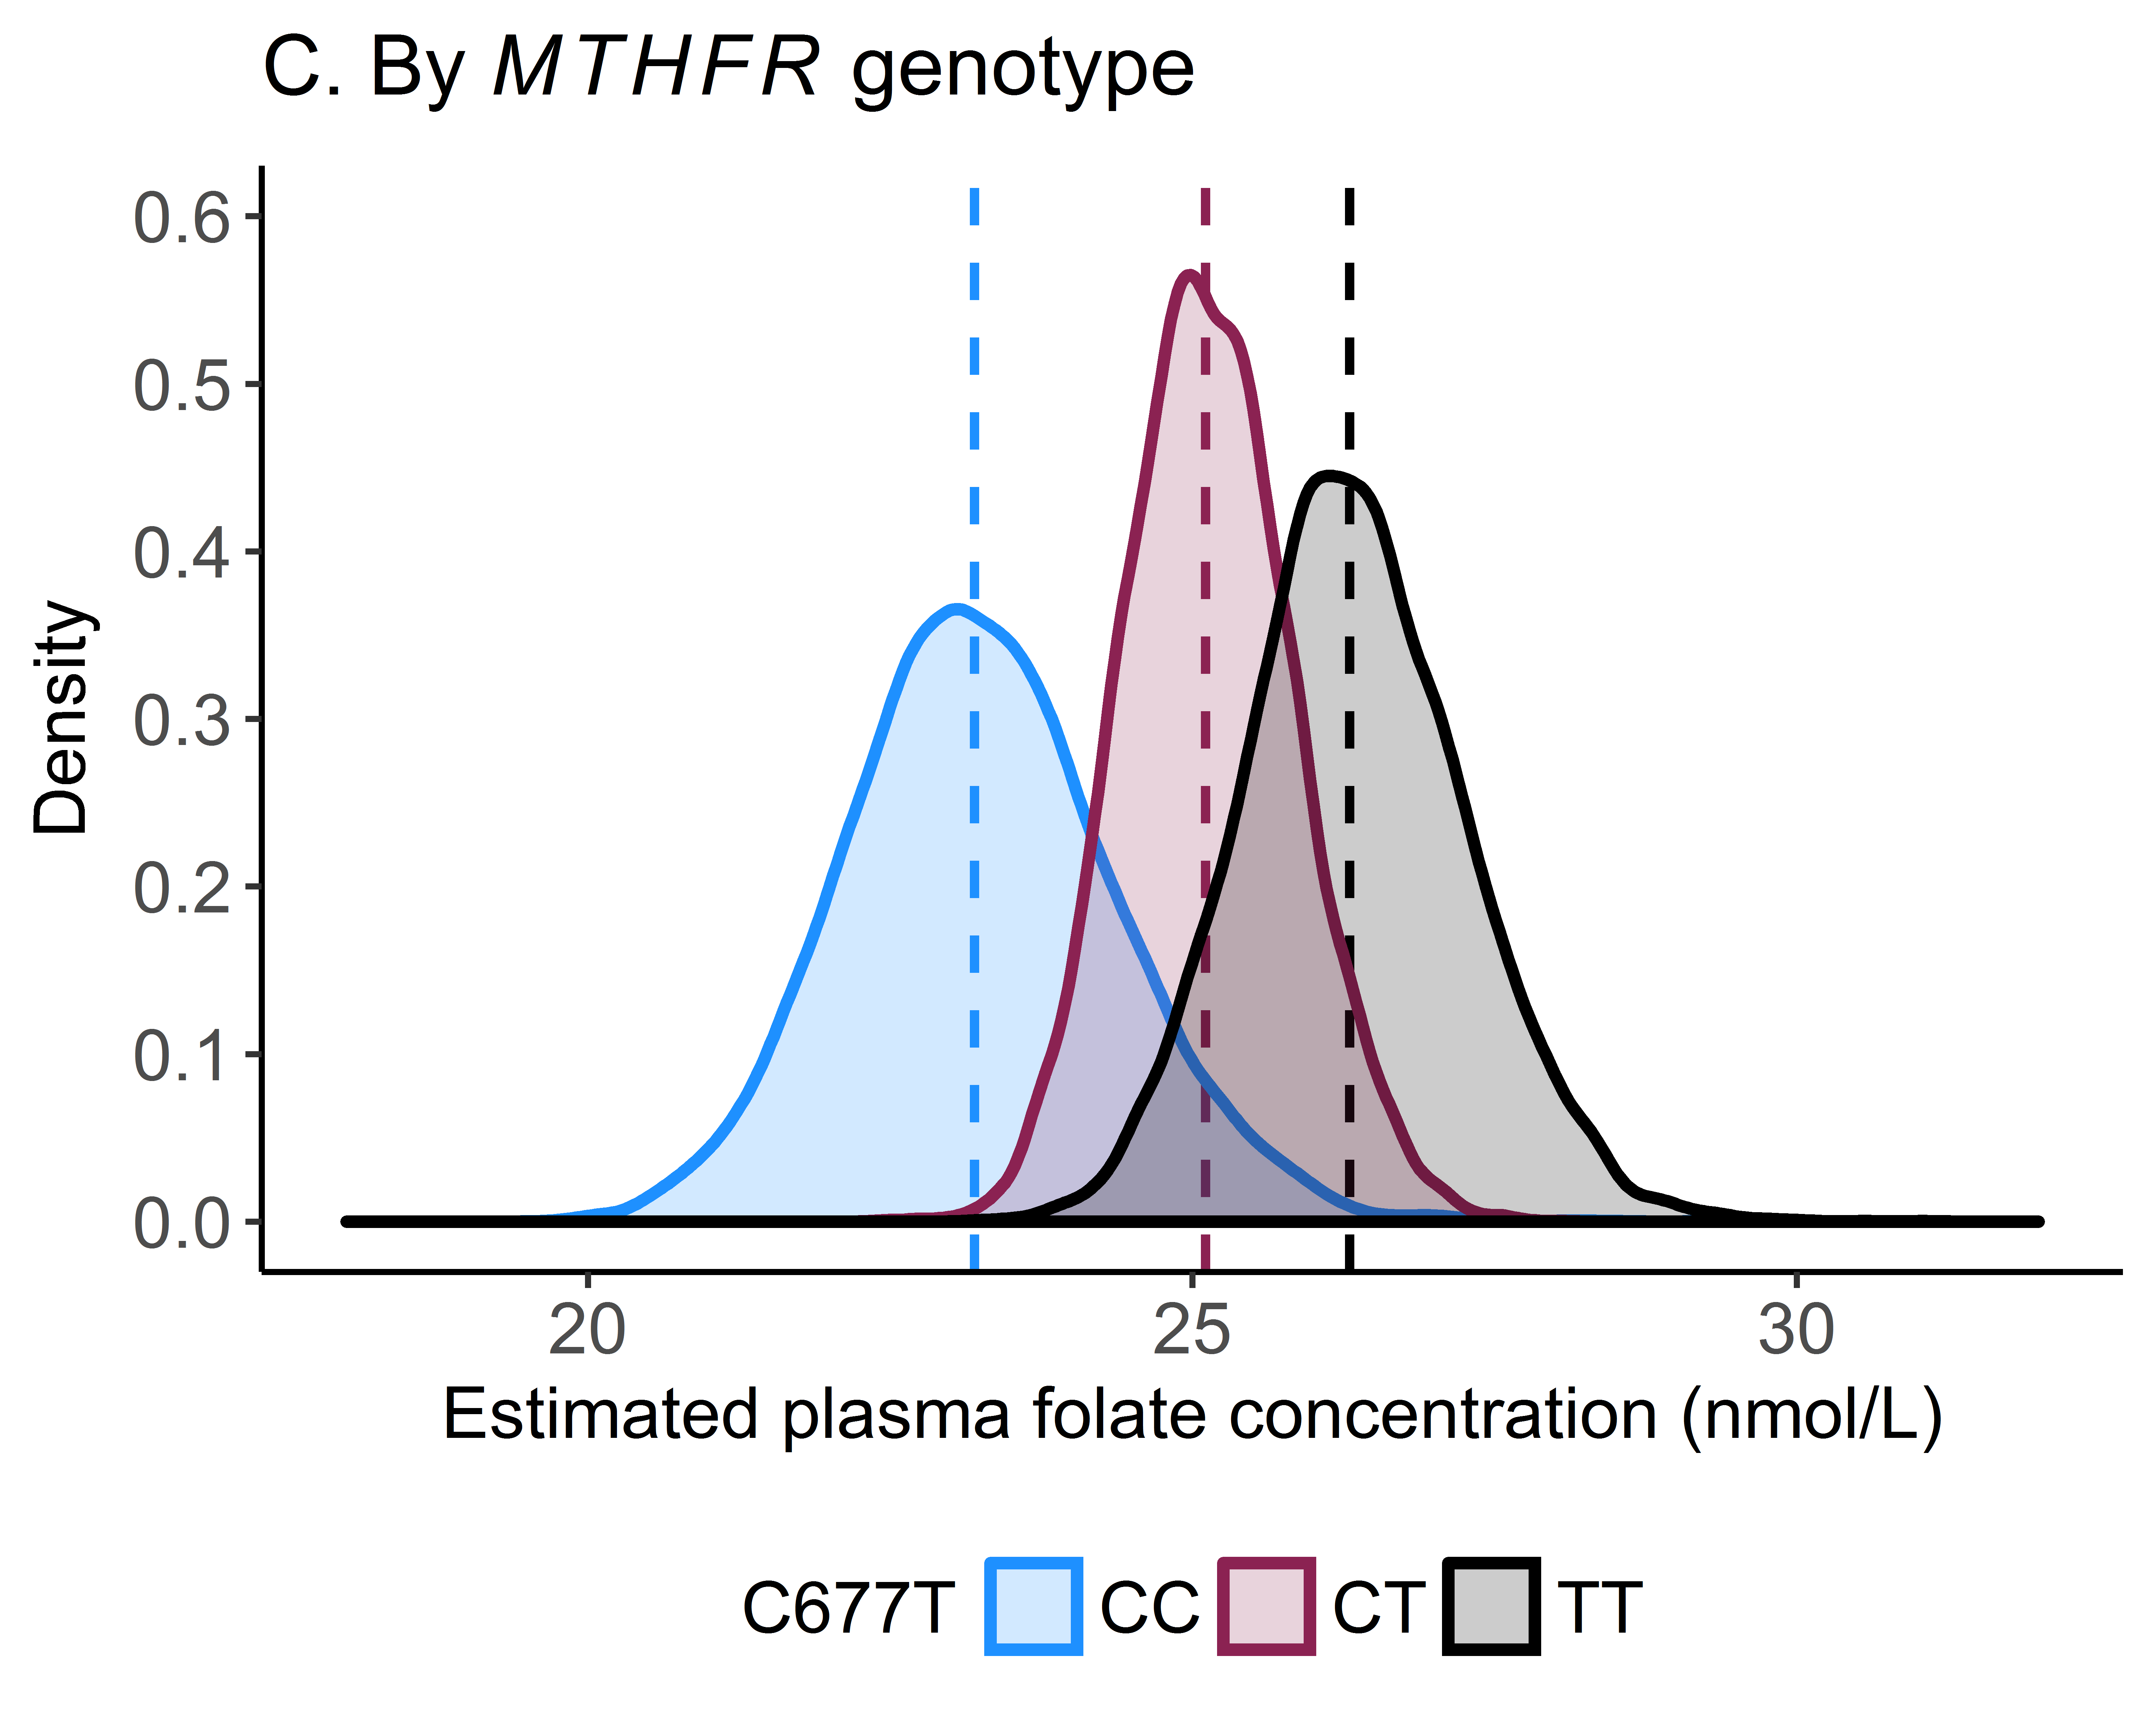 C. By MTHFR genotype
0.6
0.5
0.4
0.3
0.2
0.1
0.0
Density
20 25 30
Estimated plasma folate concentration (nmol/L)
C677T CC CT TT